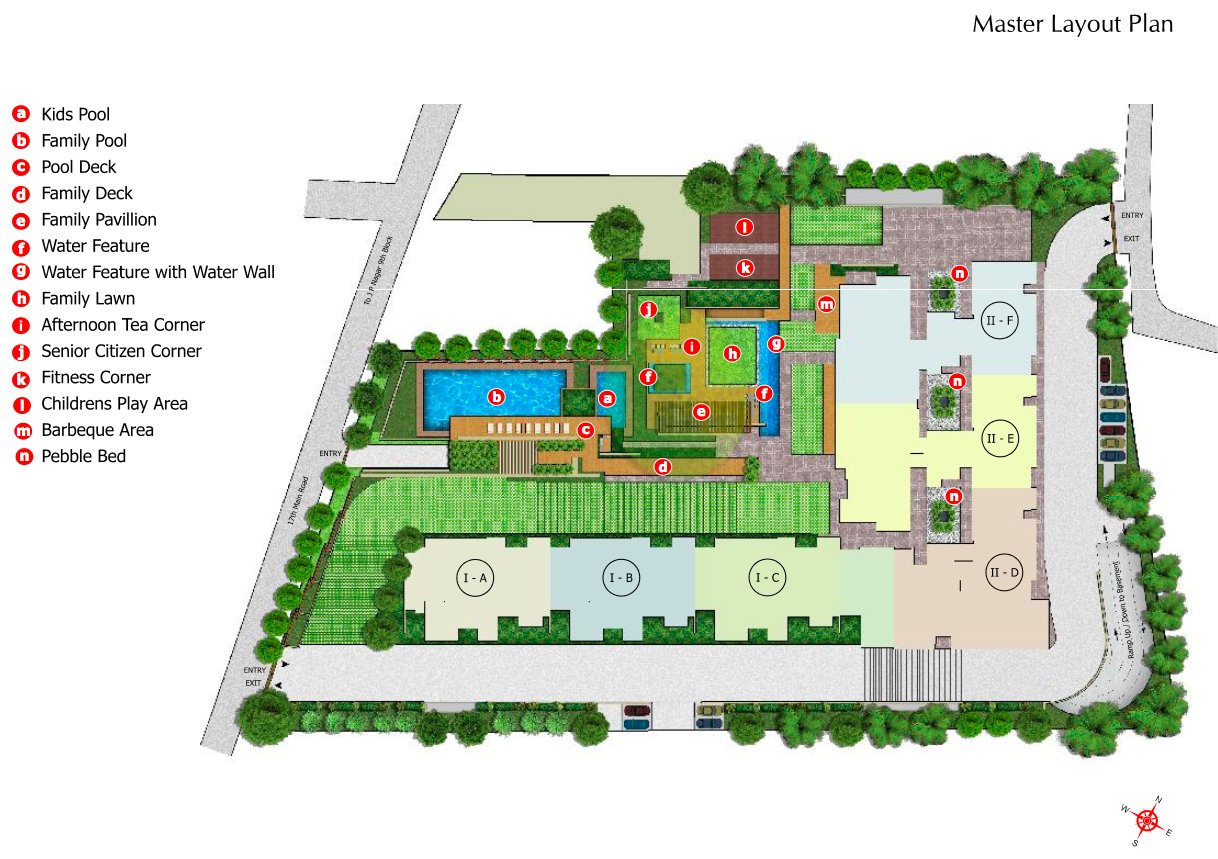 Master Layout Plan
a Kids Pool
b Family Pool
c Pool Deck
d Family Deck
e Family Pavillion
f Water Feature
g Water Feature with Water Wall
h Family Lawn
i Afternoon Tea Corner
j Senior Citizen Corner
k Fitness Corner
l Childrens Play Area
m Barbeque Area
n Pebble Bed
To J P Nagar 9th Block
17th Main Road
ENTRY
EXIT
l
k
n
m
j
II - F
g
i
h
f
n
f
b
a
e
c
II - E
ENTRY
d
n
I - A
I - B
I - C
II - D
Ramp Up / Down to Basement
ENTRY
EXIT
N
W
E
S